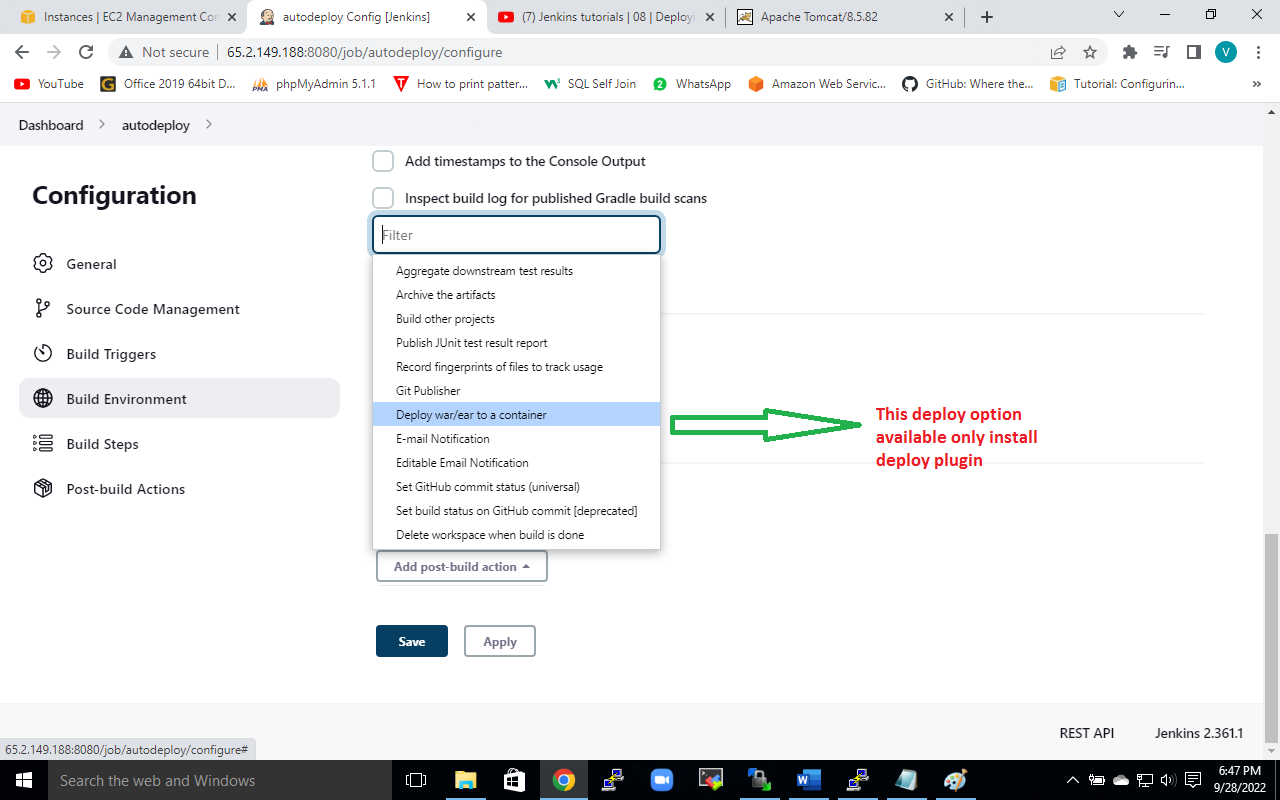 Instances | EC2 Management Con
autodeploy Config [Jenkins]
(7) Jenkins tutorials | 08 | Deployi
Apache Tomcat/8.5.82
Not secure
65.2.149.188:8080/job/autodeploy/configure
V
YouTube
Office 2019 64bit D...
phpMyAdmin 5.1.1
How to print patter...
SQL Self Join
WhatsApp
Amazon Web Servic...
GitHub: Where the...
Tutorial: Configurin...
»
Dashboard
autodeploy
Configuration
General
Source Code Management
Build Triggers
Build Environment
Build Steps
Post-build Actions
Add timestamps to the Console Output
Inspect build log for published Gradle build scans
Filter
Aggregate downstream test results
Archive the artifacts
Build other projects
Publish JUnit test result report
Record fingerprints of files to track usage
Git Publisher
Deploy war/ear to a container
E-mail Notification
Editable Email Notification
Set GitHub commit status (universal)
Set build status on GitHub commit [deprecated]
Delete workspace when build is done
This deploy option
available only install
deploy plugin
Add post-build action
Save
Apply
REST API
Jenkins 2.361.1
65.2.149.188:8080/job/autodeploy/configure#
Search the web and Windows
6:47 PM
9/28/2022